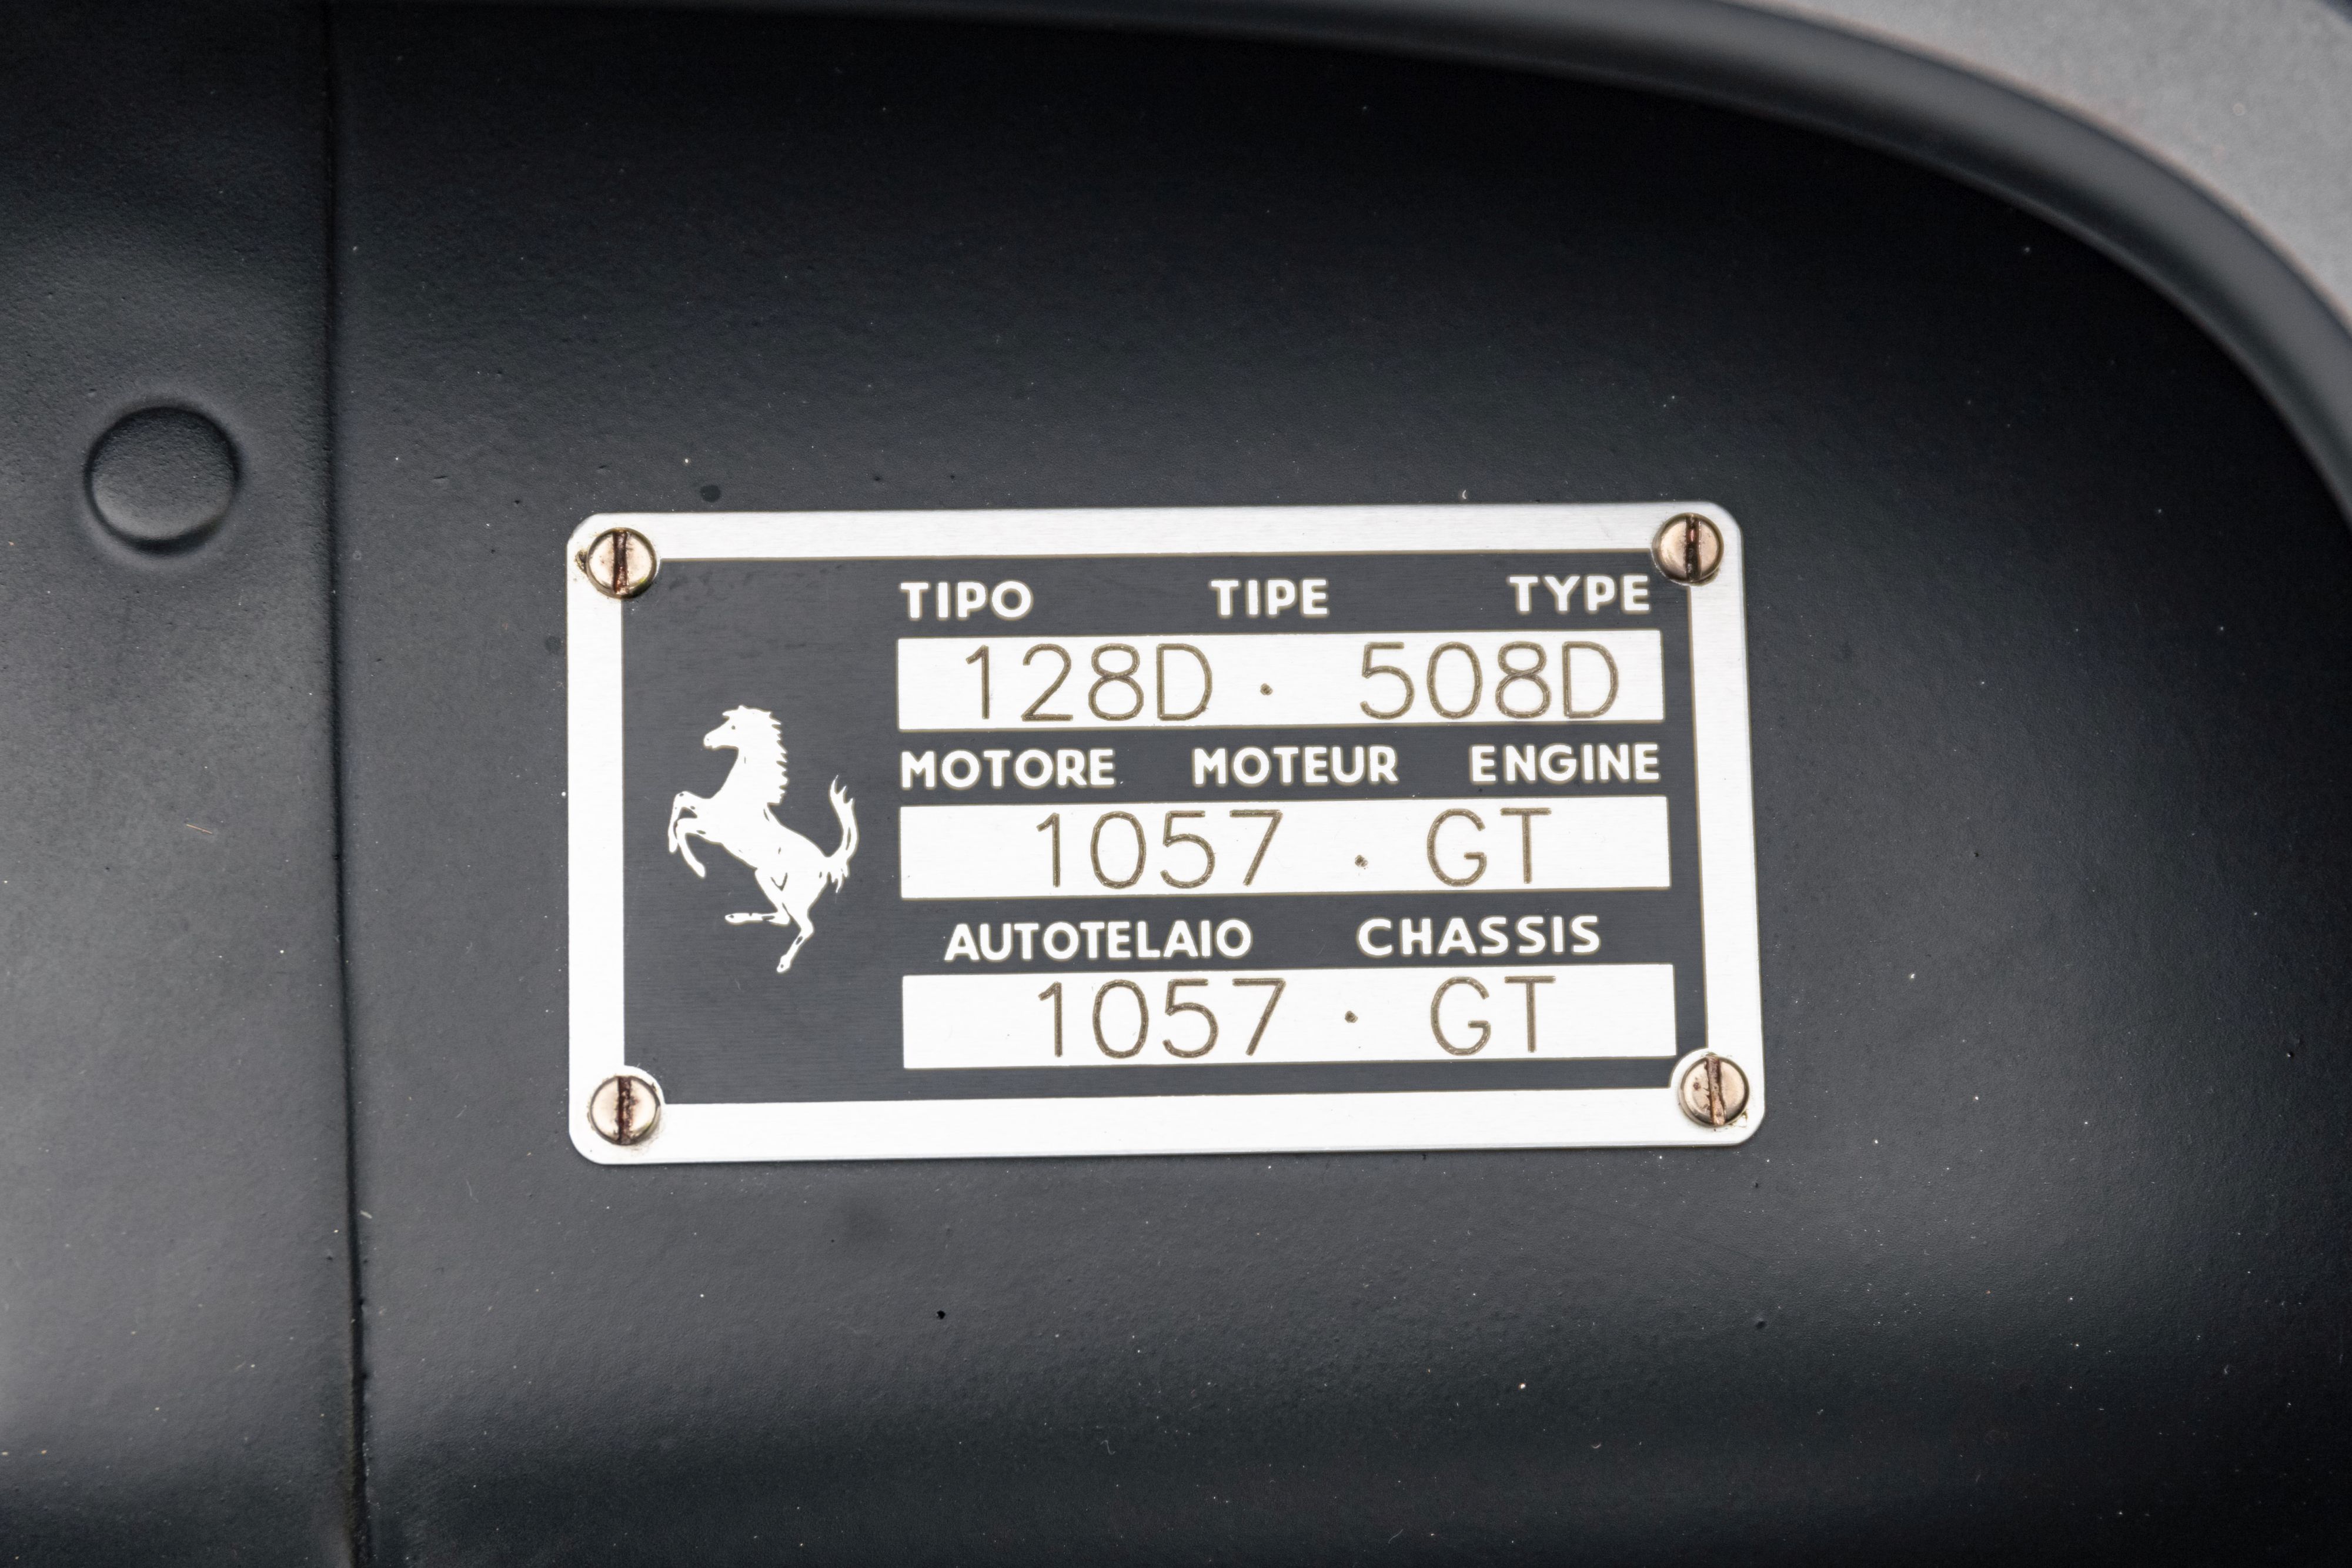 TIPO TIPE TYPE
128D . 508D
MOTORE MOTEUR ENGINE
1057 . GT
AUTOTELAIO CHASSIS
1057 . GT